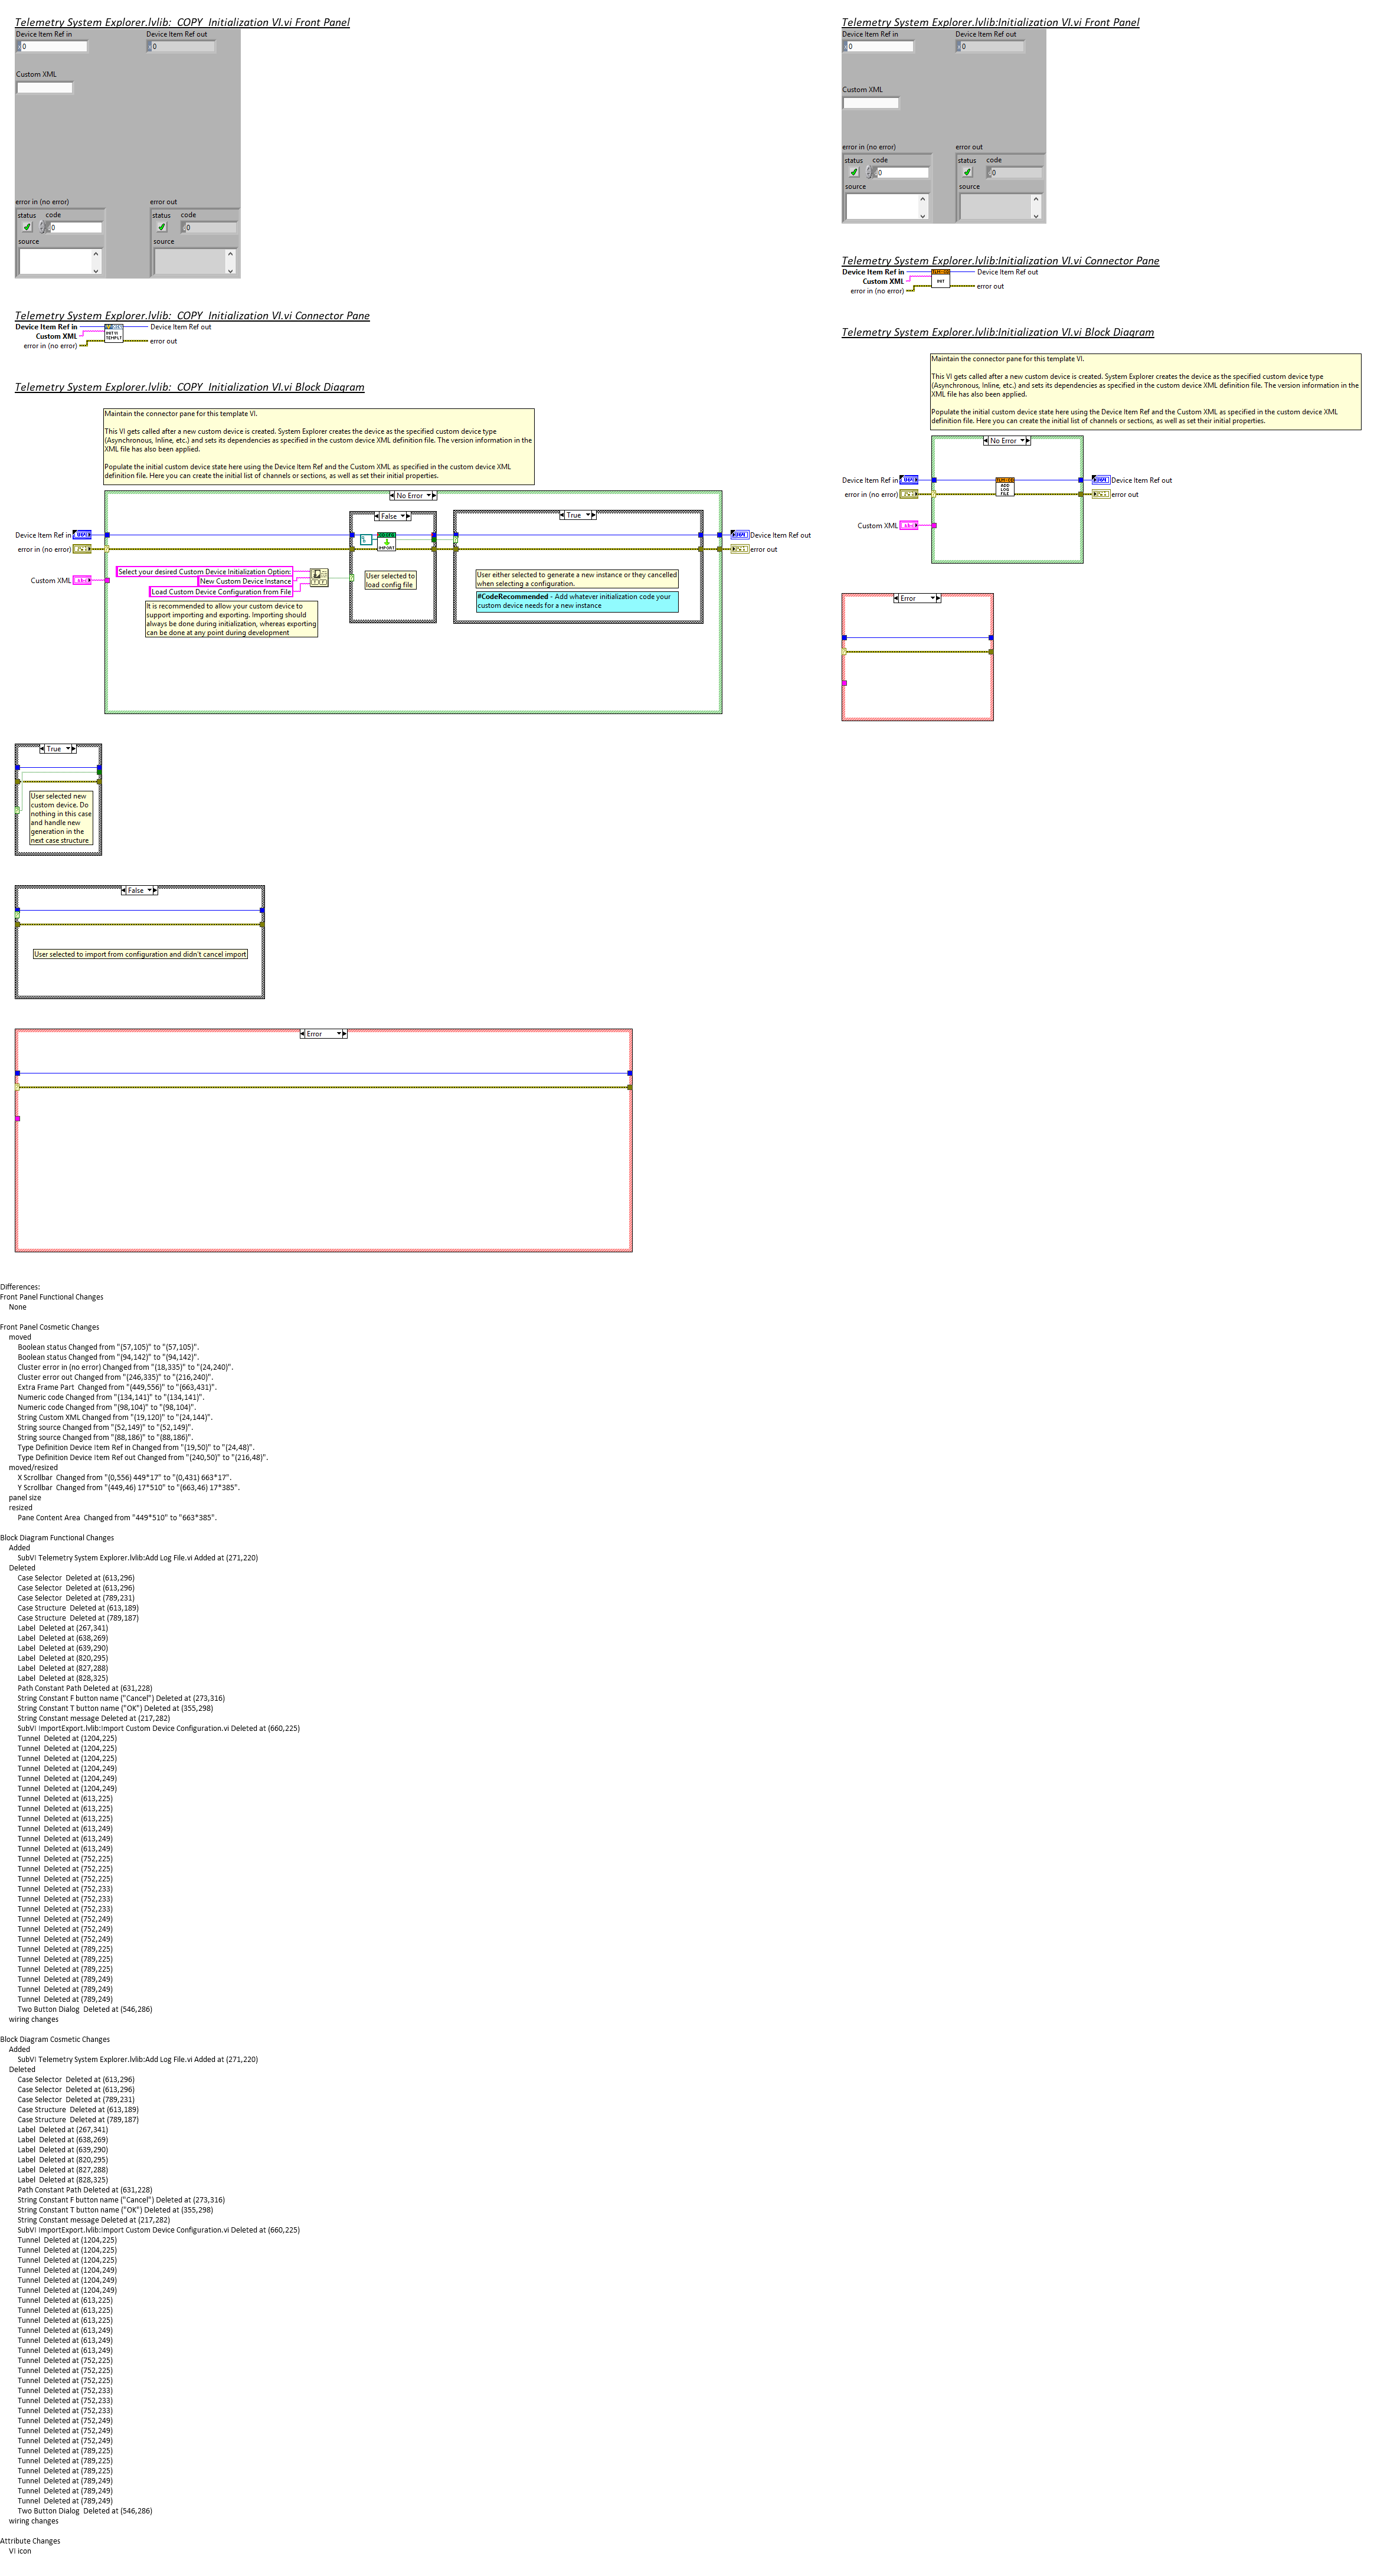 Telemetry System Explorer.lvlib:_COPY_Initialization VI.vi Front Panel
Device Item Ref in
Device Item Ref out
0
0
Custom XML
error in (no error)
error out
status
code
status
code
0
0
source
source
Telemetry System Explorer.lvlib:_COPY_Initialization VI.vi Connector Pane
Device Item Ref in
Device Item Ref out
Custom XML
error in (no error)
error out
Telemetry System Explorer.lvlib:_COPY_Initialization VI.vi Block Diagram
Maintain the connector pane for this template VI.
This VI gets called after a new custom device is created. System Explorer creates the device as the specified custom device type
(Asynchronous, Inline, etc.) and sets its dependencies as specified in the custom device XML definition file. The version information in the
XML file has also been applied.
Populate the initial custom device state here using the Device Item Ref and the Custom XML as specified in the custom device XML
definition file. Here you can create the initial list of channels or sections, as well as set their initial properties.
No Error
False
True
Device Item Ref in
Device Item Ref out
error in (no error)
error out
IMPORT
Custom XML
Select your desired Custom Device Initialization Option:
New Custom Device Instance
Load Custom Device Configuration from File
User selected to
load config file
User either selected to generate a new instance or they cancelled
when selecting a configuration.
#CodeRecommended - Add whatever initialization code your
custom device needs for a new instance
It is recommended to allow your custom device to
support importing and exporting. Importing should
always be done during initialization, whereas exporting
can be done at any point during development
True
User selected new
custom device. Do
nothing in this case
and handle new
generation in the
next case structure
False
User selected to import from configuration and didn't cancel import
Error
Telemetry System Explorer.lvlib:Initialization VI.vi Front Panel
Device Item Ref in
Device Item Ref out
0
0
Custom XML
error in (no error)
error out
status
code
status
code
0
0
source
source
Telemetry System Explorer.lvlib:Initialization VI.vi Connector Pane
Device Item Ref in
Device Item Ref out
Custom XML
INIT
error in (no error)
error out
Telemetry System Explorer.lvlib:Initialization VI.vi Block Diagram
Maintain the connector pane for this template VI.
This VI gets called after a new custom device is created. System Explorer creates the device as the specified custom device type
(Asynchronous, Inline, etc.) and sets its dependencies as specified in the custom device XML definition file. The version information in the
XML file has also been applied.
Populate the initial custom device state here using the Device Item Ref and the Custom XML as specified in the custom device XML
definition file. Here you can create the initial list of channels or sections, as well as set their initial properties.
No Error
Device Item Ref in
Device Item Ref out
error in (no error)
ADD
LOG
FILE
error out
Custom XML
Error
Differences:
Front Panel Functional Changes
None
Front Panel Cosmetic Changes
moved
Boolean status Changed from "(57,105)" to "(57,105)".
Boolean status Changed from "(94,142)" to "(94,142)".
Cluster error in (no error) Changed from "(18,335)" to "(24,240)".
Cluster error out Changed from "(246,335)" to "(216,240)".
Extra Frame Part  Changed from "(449,556)" to "(663,431)".
Numeric code Changed from "(134,141)" to "(134,141)".
Numeric code Changed from "(98,104)" to "(98,104)".
String Custom XML Changed from "(19,120)" to "(24,144)".
String source Changed from "(52,149)" to "(52,149)".
String source Changed from "(88,186)" to "(88,186)".
Type Definition Device Item Ref in Changed from "(19,50)" to "(24,48)".
Type Definition Device Item Ref out Changed from "(240,50)" to "(216,48)".
moved/resized
X Scrollbar  Changed from "(0,556) 449*17" to "(0,431) 663*17".
Y Scrollbar  Changed from "(449,46) 17*510" to "(663,46) 17*385".
panel size
resized
Pane Content Area  Changed from "449*510" to "663*385".
Block Diagram Functional Changes
Added
SubVI Telemetry System Explorer.lvlib:Add Log File.vi Added at (271,220)
Deleted
Case Selector  Deleted at (613,296)
Case Selector  Deleted at (613,296)
Case Selector  Deleted at (789,231)
Case Structure  Deleted at (613,189)
Case Structure  Deleted at (789,187)
Label  Deleted at (267,341)
Label  Deleted at (638,269)
Label  Deleted at (639,290)
Label  Deleted at (820,295)
Label  Deleted at (827,288)
Label  Deleted at (828,325)
Path Constant Path Deleted at (631,228)
String Constant F button name ("Cancel") Deleted at (273,316)
String Constant T button name ("OK") Deleted at (355,298)
String Constant message Deleted at (217,282)
SubVI ImportExport.lvlib:Import Custom Device Configuration.vi Deleted at (660,225)
Tunnel  Deleted at (1204,225)
Tunnel  Deleted at (1204,225)
Tunnel  Deleted at (1204,225)
Tunnel  Deleted at (1204,249)
Tunnel  Deleted at (1204,249)
Tunnel  Deleted at (1204,249)
Tunnel  Deleted at (613,225)
Tunnel  Deleted at (613,225)
Tunnel  Deleted at (613,225)
Tunnel  Deleted at (613,249)
Tunnel  Deleted at (613,249)
Tunnel  Deleted at (613,249)
Tunnel  Deleted at (752,225)
Tunnel  Deleted at (752,225)
Tunnel  Deleted at (752,225)
Tunnel  Deleted at (752,233)
Tunnel  Deleted at (752,233)
Tunnel  Deleted at (752,233)
Tunnel  Deleted at (752,249)
Tunnel  Deleted at (752,249)
Tunnel  Deleted at (752,249)
Tunnel  Deleted at (789,225)
Tunnel  Deleted at (789,225)
Tunnel  Deleted at (789,225)
Tunnel  Deleted at (789,249)
Tunnel  Deleted at (789,249)
Tunnel  Deleted at (789,249)
Two Button Dialog  Deleted at (546,286)
wiring changes
Block Diagram Cosmetic Changes
Added
SubVI Telemetry System Explorer.lvlib:Add Log File.vi Added at (271,220)
Deleted
Case Selector  Deleted at (613,296)
Case Selector  Deleted at (613,296)
Case Selector  Deleted at (789,231)
Case Structure  Deleted at (613,189)
Case Structure  Deleted at (789,187)
Label  Deleted at (267,341)
Label  Deleted at (638,269)
Label  Deleted at (639,290)
Label  Deleted at (820,295)
Label  Deleted at (827,288)
Label  Deleted at (828,325)
Path Constant Path Deleted at (631,228)
String Constant F button name ("Cancel") Deleted at (273,316)
String Constant T button name ("OK") Deleted at (355,298)
String Constant message Deleted at (217,282)
SubVI ImportExport.lvlib:Import Custom Device Configuration.vi Deleted at (660,225)
Tunnel  Deleted at (1204,225)
Tunnel  Deleted at (1204,225)
Tunnel  Deleted at (1204,225)
Tunnel  Deleted at (1204,249)
Tunnel  Deleted at (1204,249)
Tunnel  Deleted at (1204,249)
Tunnel  Deleted at (613,225)
Tunnel  Deleted at (613,225)
Tunnel  Deleted at (613,225)
Tunnel  Deleted at (613,249)
Tunnel  Deleted at (613,249)
Tunnel  Deleted at (613,249)
Tunnel  Deleted at (752,225)
Tunnel  Deleted at (752,225)
Tunnel  Deleted at (752,225)
Tunnel  Deleted at (752,233)
Tunnel  Deleted at (752,233)
Tunnel  Deleted at (752,233)
Tunnel  Deleted at (752,249)
Tunnel  Deleted at (752,249)
Tunnel  Deleted at (752,249)
Tunnel  Deleted at (789,225)
Tunnel  Deleted at (789,225)
Tunnel  Deleted at (789,225)
Tunnel  Deleted at (789,249)
Tunnel  Deleted at (789,249)
Tunnel  Deleted at (789,249)
Two Button Dialog  Deleted at (546,286)
wiring changes
Attribute Changes
VI icon